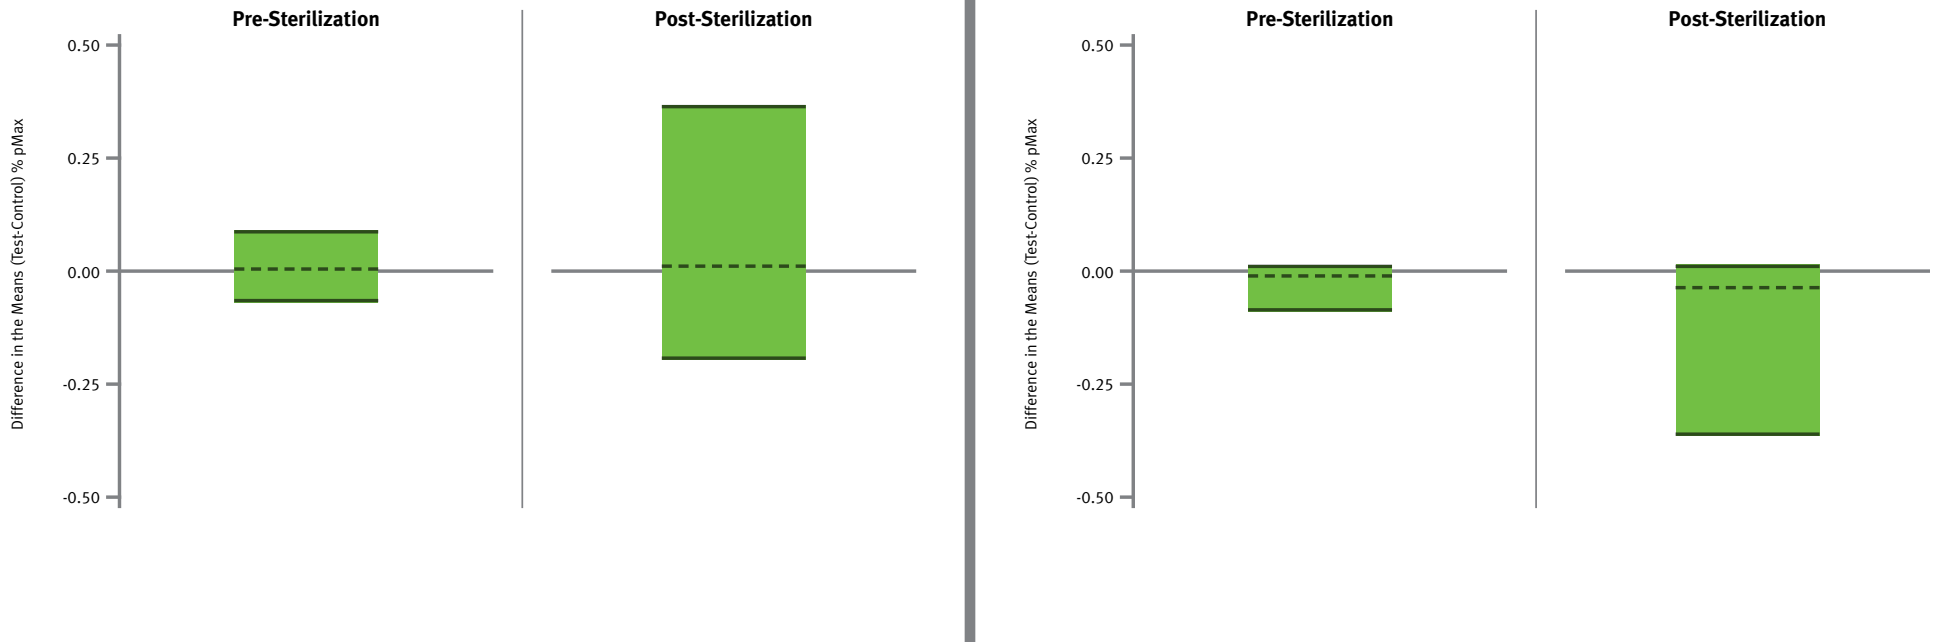 Pre-Sterilization
Post-Sterilization
0.50
0.25
0.00
-0.25
-0.50
Difference in the Means (Test-Control) % pMax
Pre-Sterilization
Post-Sterilization
0.50
0.25
0.00
-0.25
-0.50
Difference in the Means (Test-Control) % pMax